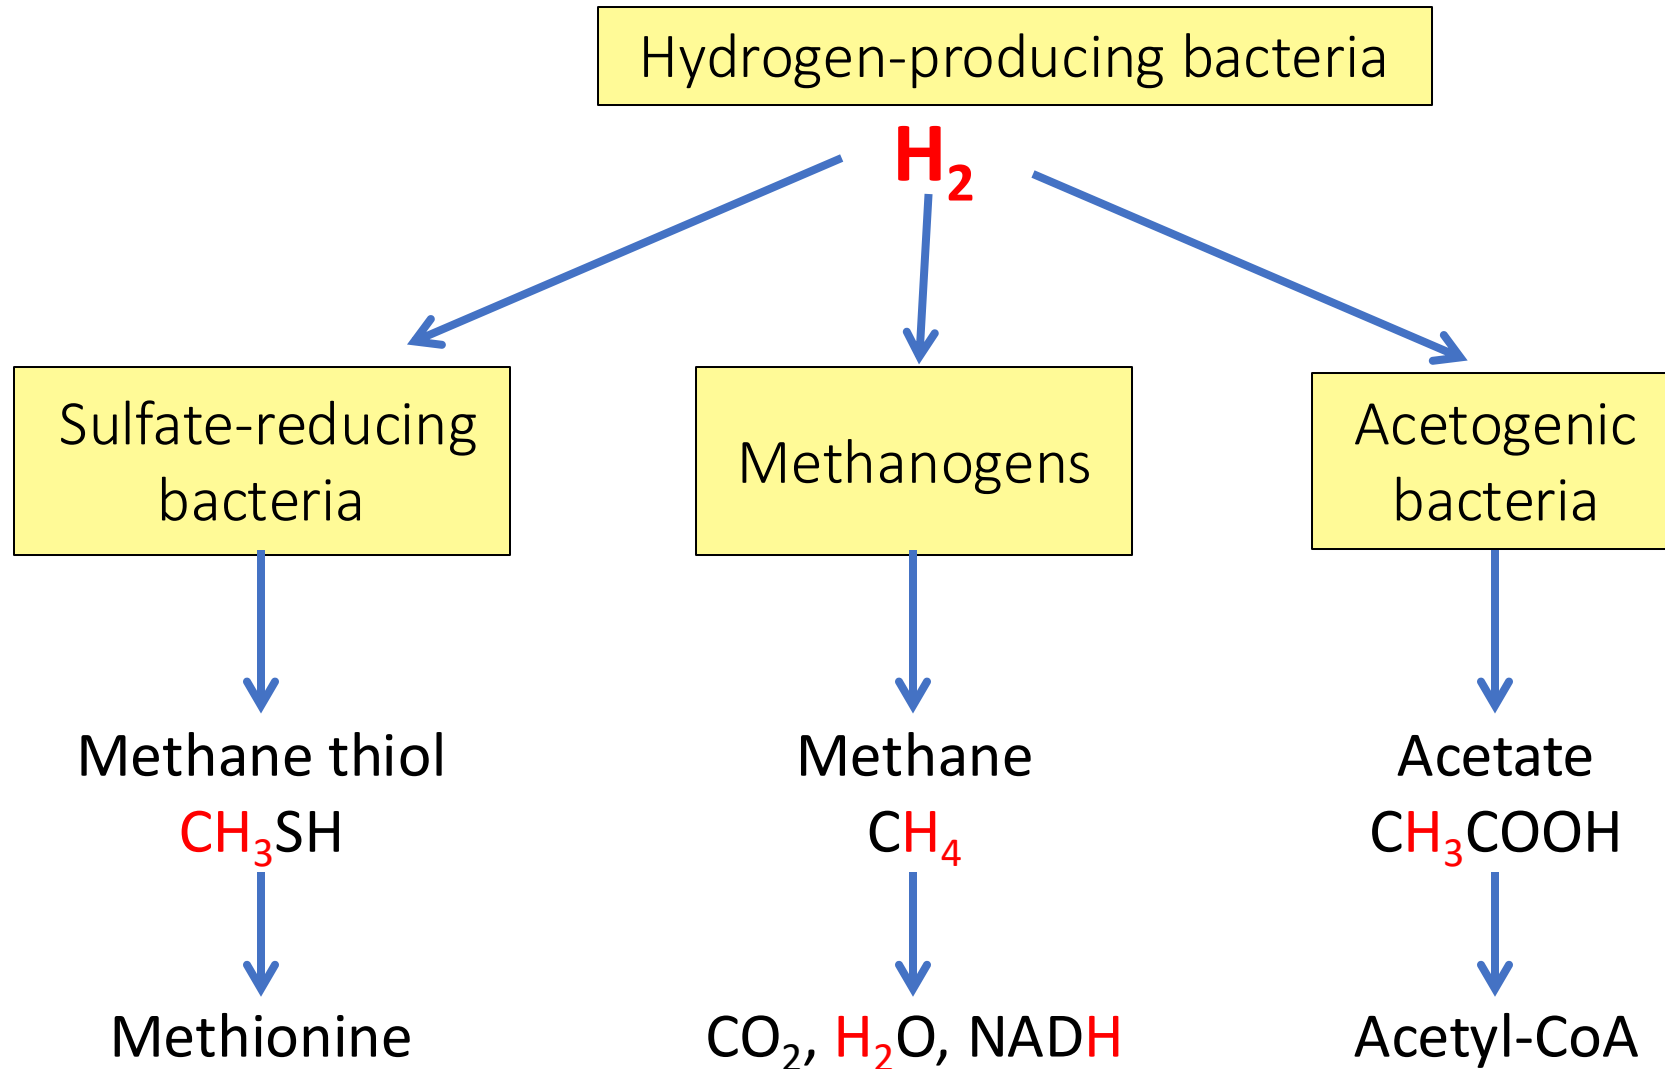 Hydrogen-producing bacteria
H₂
Sulfate-reducing
bacteria
Methanogens
Acetogenic
bacteria
Methane thiol
CH₃SH
Methane
CH₄
Acetate
CH₃COOH
Methionine
CO₂, H₂O, NADH
Acetyl-CoA